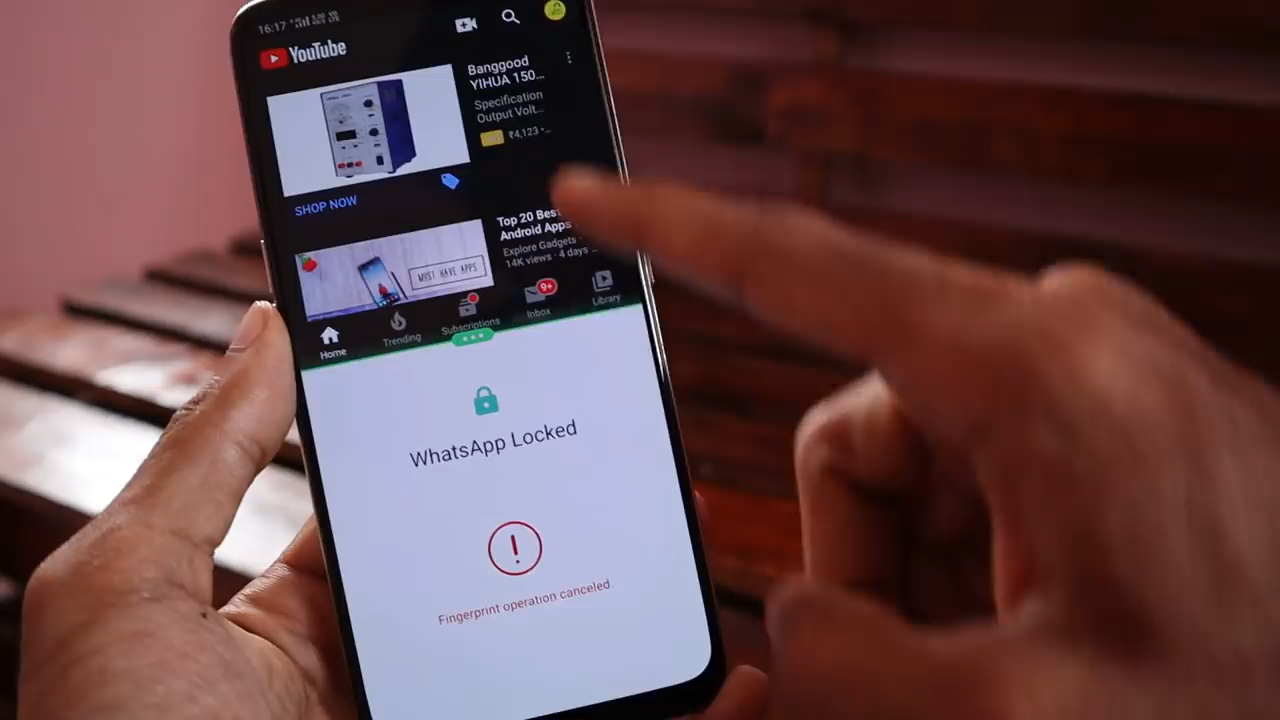 16:17
YouTube
Banggood
YIHUA 150...
Specification
Output Volt...
₹4,123 •...
SHOP NOW
Top 20 Best
Android Apps
Explore Gadgets ·
14K views · 4 days
MUST HAVE APPS
Home
Trending
Subscriptions
9+
Inbox
Library
WhatsApp Locked
Fingerprint operation canceled